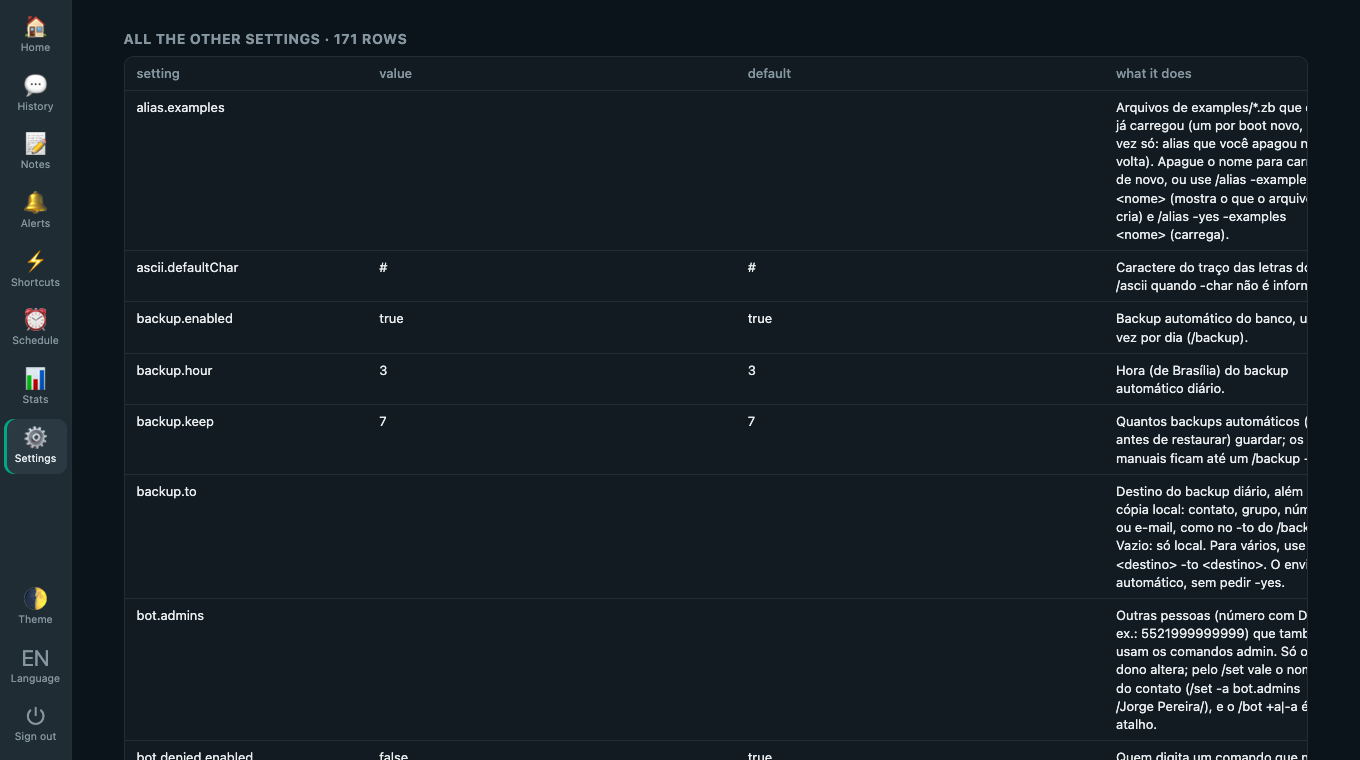 Home
History
Notes
Alerts
Shortcuts
Schedule
Stats
Settings
Theme
EN
Language
Sign out
ALL THE OTHER SETTINGS · 171 ROWS
setting value default what it does
alias.examples
Arquivos de examples/*.zb que
já carregou (um por boot novo,
vez só: alias que você apagou
volta). Apague o nome para
de novo, ou use /alias -example
<nome> (mostra o que o
cria) e /alias -yes -examples
<nome> (carrega).
ascii.defaultChar # # Caractere do traço das letras
/ascii quando -char não é
backup.enabled true true Backup automático do banco,
vez por dia (/backup).
backup.hour 3 3 Hora (de Brasília) do backup
automático diário.
backup.keep 7 7 Quantos backups automáticos (
antes de restaurar) guardar; os
manuais ficam até um /backup -
backup.to
Destino do backup diário, além
cópia local: contato, grupo,
ou e-mail, como no -to do
Vazio: só local. Para vários, use
<destino> -to <destino>. O
automático, sem pedir -yes.
bot.admins
Outras pessoas (número com
ex.: 5521999999999) que
usam os comandos admin. Só o
dono altera; pelo /set vale o
do contato (/set -a bot.admins
/Jorge Pereira/), e o /bot +a|-a é
atalho.
bot.denied.enabled false true Quem digita um comando que